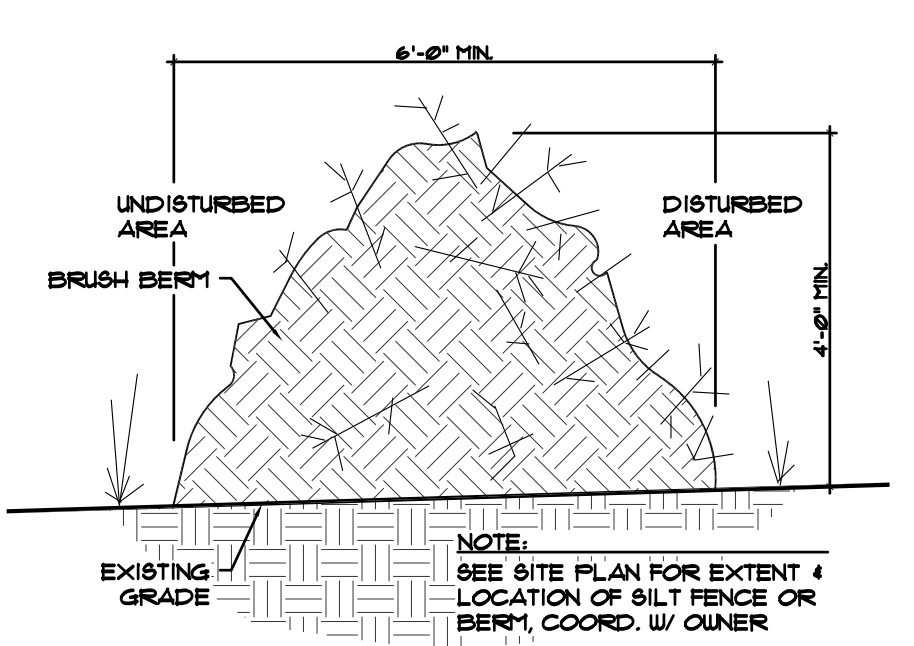 6'-0" MIN.
UNDISTURBED
AREA
DISTURBED
AREA
BRUSH BERM
4'-0" MIN.
EXISTING
GRADE
NOTE:
SEE SITE PLAN FOR EXTENT &
LOCATION OF SILT FENCE OR
BERM, COORD. W/ OWNER